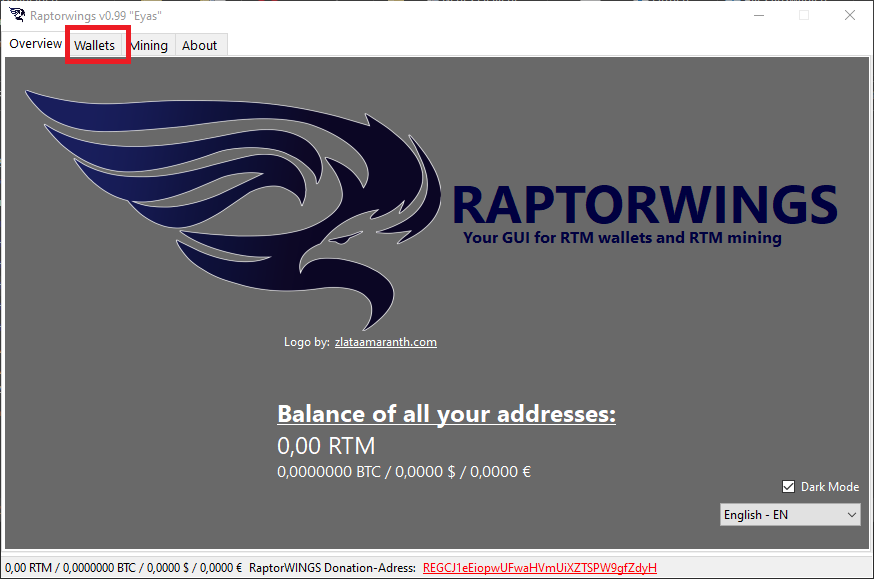 Raptorwings v0.99 "Eyas"
Overview Wallets Mining About
RAPTORWINGS
Your GUI for RTM wallets and RTM mining
Logo by: zlataamaranth.com
Balance of all your addresses:
0,00 RTM
0,0000000 BTC / 0,0000 $ / 0,0000 €
Dark Mode
English - EN
0,00 RTM / 0,0000000 BTC / 0,0000 $ / 0,0000 € RaptorWINGS Donation-Adress: REGCJ1eEiopwUFwaHVmUiXZTSPW9gfZdyH